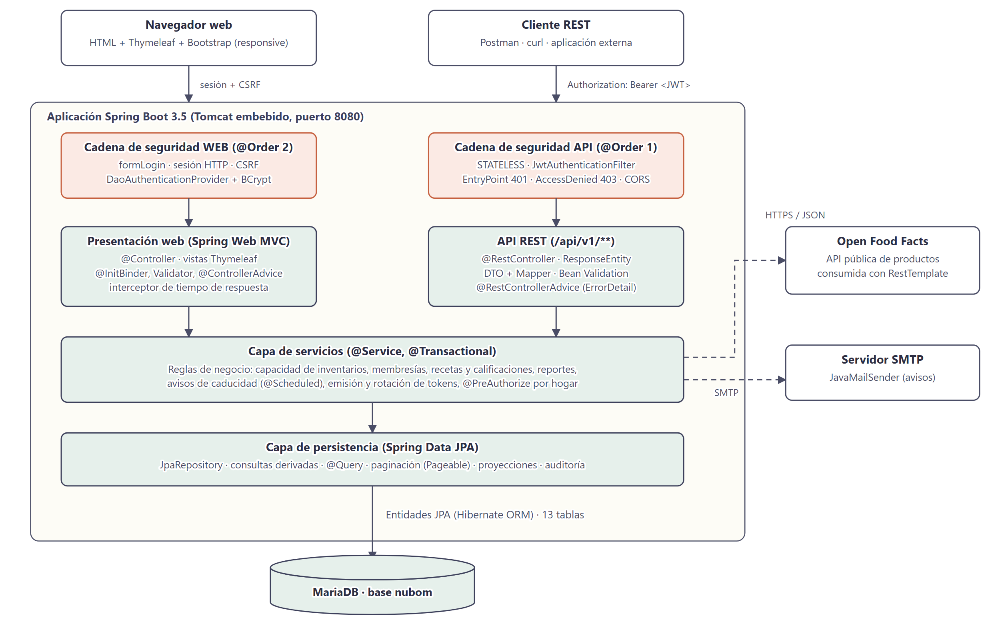 Navegador web
HTML + Thymeleaf + Bootstrap (responsive)
Cliente REST
Postman · curl · aplicación externa
sesión + CSRF
Authorization: Bearer <JWT>
Aplicación Spring Boot 3.5 (Tomcat embebido, puerto 8080)
Cadena de seguridad WEB (@Order 2)
formLogin · sesión HTTP · CSRF
DaoAuthenticationProvider + BCrypt
Cadena de seguridad API (@Order 1)
STATELESS · JwtAuthenticationFilter
EntryPoint 401 · AccessDenied 403 · CORS
Presentación web (Spring Web MVC)
@Controller · vistas Thymeleaf
@InitBinder, Validator, @ControllerAdvice
interceptor de tiempo de respuesta
API REST (/api/v1/**)
@RestController · ResponseEntity
DTO + Mapper · Bean Validation
@RestControllerAdvice (ErrorDetail)
HTTPS / JSON
Open Food Facts
API pública de productos
consumida con RestTemplate
Capa de servicios (@Service, @Transactional)
Reglas de negocio: capacidad de inventarios, membresías, recetas y calificaciones, reportes,
avisos de caducidad (@Scheduled), emisión y rotación de tokens, @PreAuthorize por hogar
Servidor SMTP
JavaMailSender (avisos)
SMTP
Capa de persistencia (Spring Data JPA)
JpaRepository · consultas derivadas · @Query · paginación (Pageable) · proyecciones · auditoría
Entidades JPA (Hibernate ORM) · 13 tablas
MariaDB · base nubom